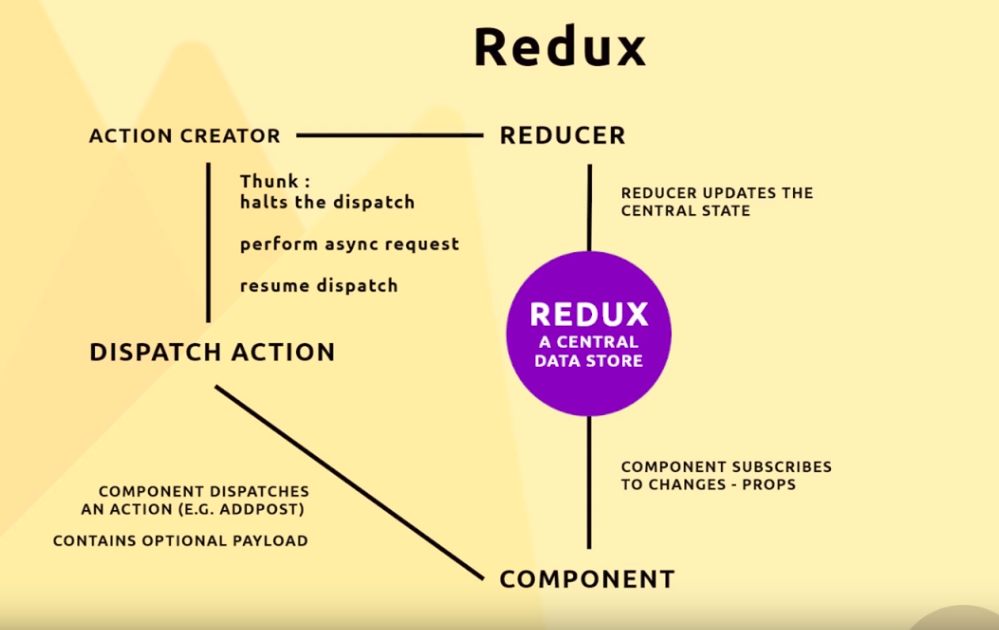 Redux
ACTION CREATOR
REDUCER
Thunk :
halts the dispatch
perform async request
resume dispatch
REDUCER UPDATES THE
CENTRAL STATE
REDUX
A CENTRAL
DATA STORE
DISPATCH ACTION
COMPONENT DISPATCHES
AN ACTION (E.G. ADDPOST)
CONTAINS OPTIONAL PAYLOAD
COMPONENT SUBSCRIBES
TO CHANGES - PROPS
COMPONENT